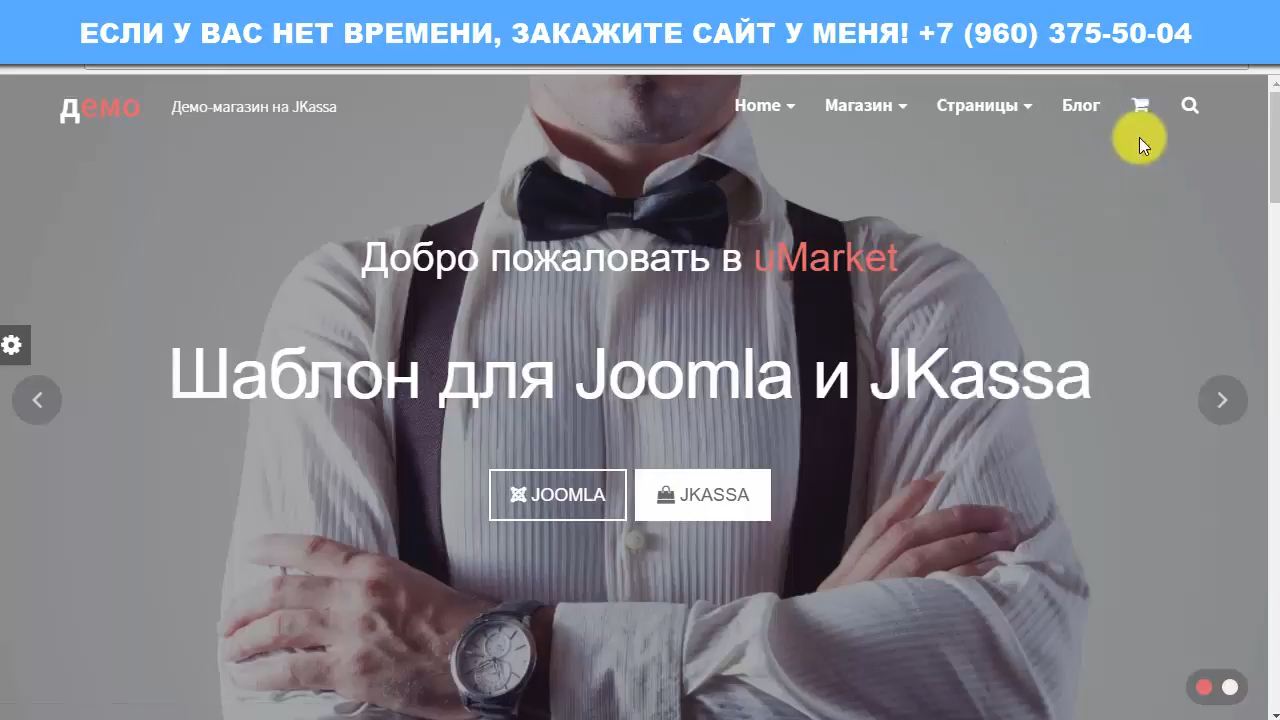 ЕСЛИ У ВАС НЕТ ВРЕМЕНИ, ЗАКАЖИТЕ САЙТ У МЕНЯ! +7 (960) 375-50-04
демо Демо-магазин на JKassa Home Магазин Страницы Блог
Добро пожаловать в uMarket
Шаблон для Joomla и JKassa
JOOMLA JKASSA